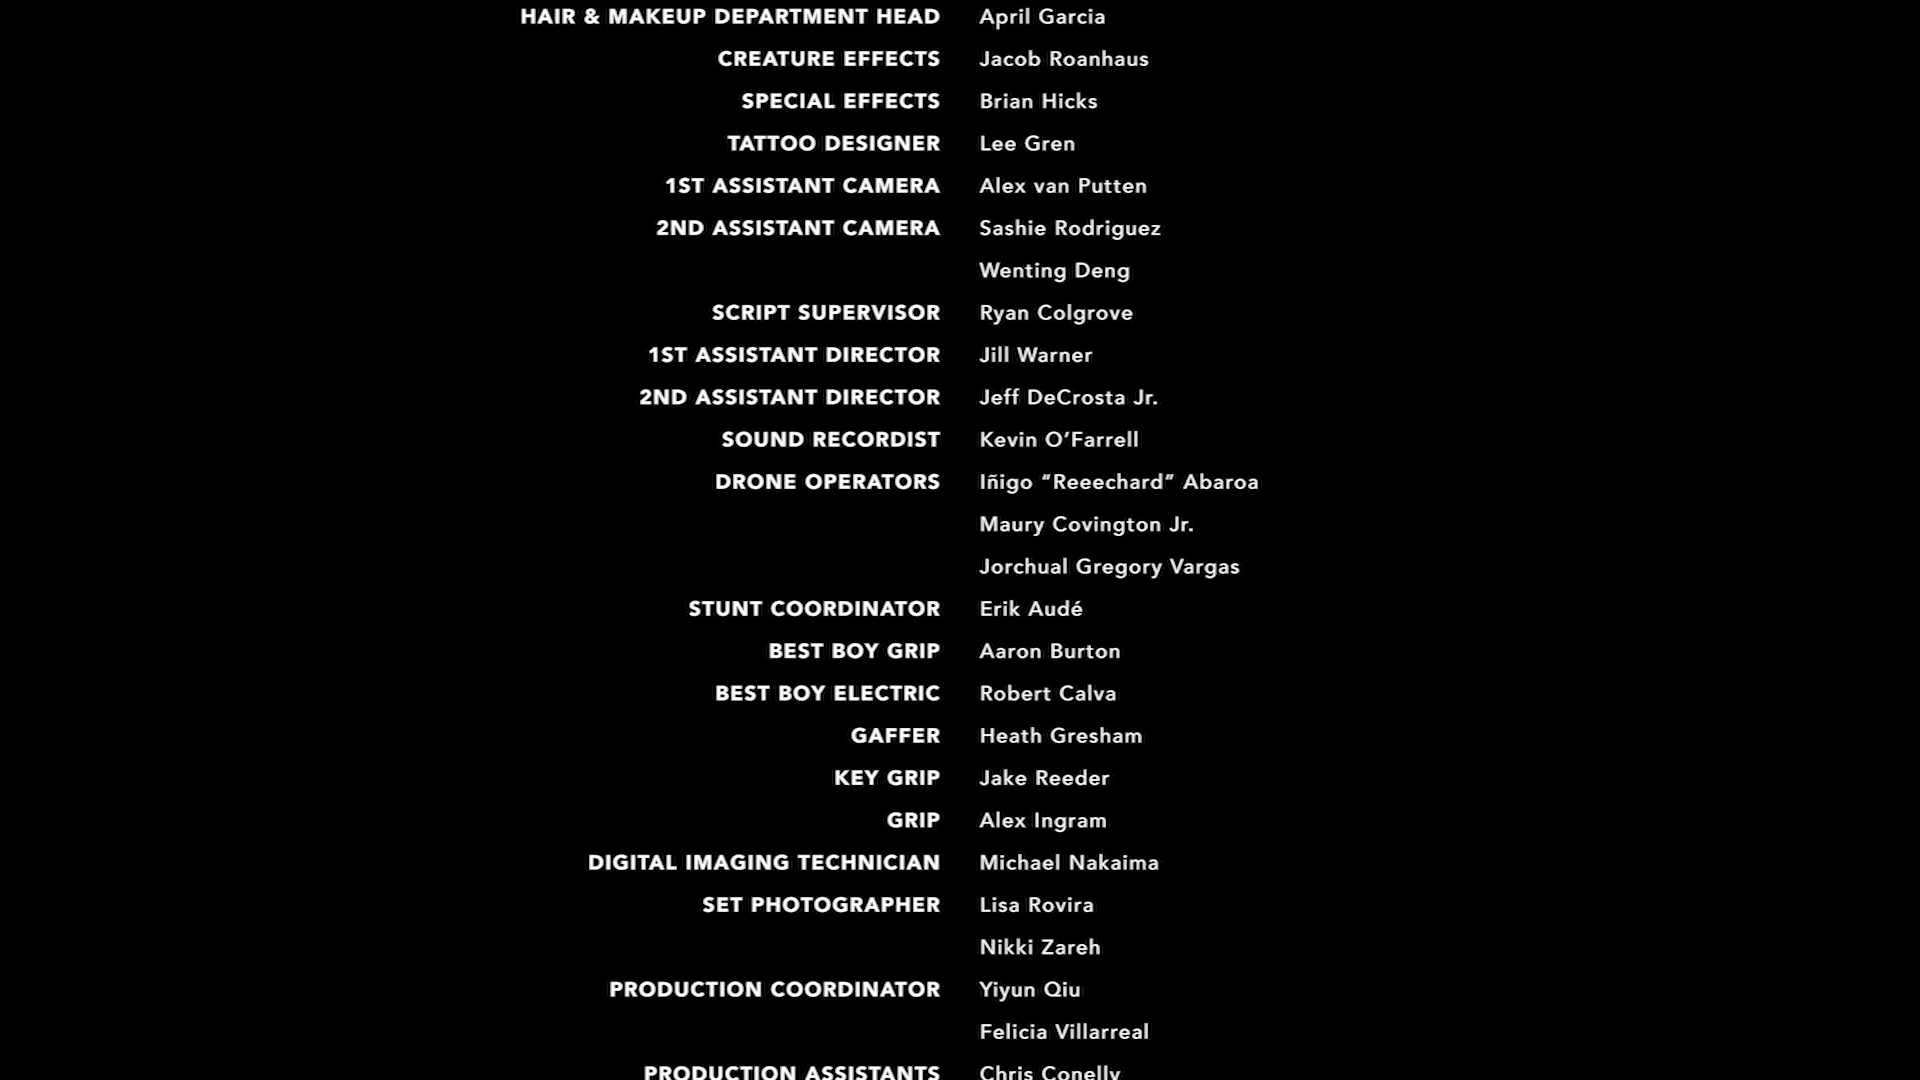 HAIR & MAKEUP DEPARTMENT HEAD April Garcia
CREATURE EFFECTS Jacob Roanhaus
SPECIAL EFFECTS Brian Hicks
TATTOO DESIGNER Lee Gren
1ST ASSISTANT CAMERA Alex van Putten
2ND ASSISTANT CAMERA Sashie Rodriguez
Wenting Deng
SCRIPT SUPERVISOR Ryan Colgrove
1ST ASSISTANT DIRECTOR Jill Warner
2ND ASSISTANT DIRECTOR Jeff DeCrosta Jr.
SOUND RECORDIST Kevin O’Farrell
DRONE OPERATORS Iñigo “Reeechard” Abaroa
Maury Covington Jr.
Jorchual Gregory Vargas
STUNT COORDINATOR Erik Audé
BEST BOY GRIP Aaron Burton
BEST BOY ELECTRIC Robert Calva
GAFFER Heath Gresham
KEY GRIP Jake Reeder
GRIP Alex Ingram
DIGITAL IMAGING TECHNICIAN Michael Nakaima
SET PHOTOGRAPHER Lisa Rovira
Nikki Zareh
PRODUCTION COORDINATOR Yiyun Qiu
Felicia Villarreal
PRODUCTION ASSISTANTS Chris Conelly